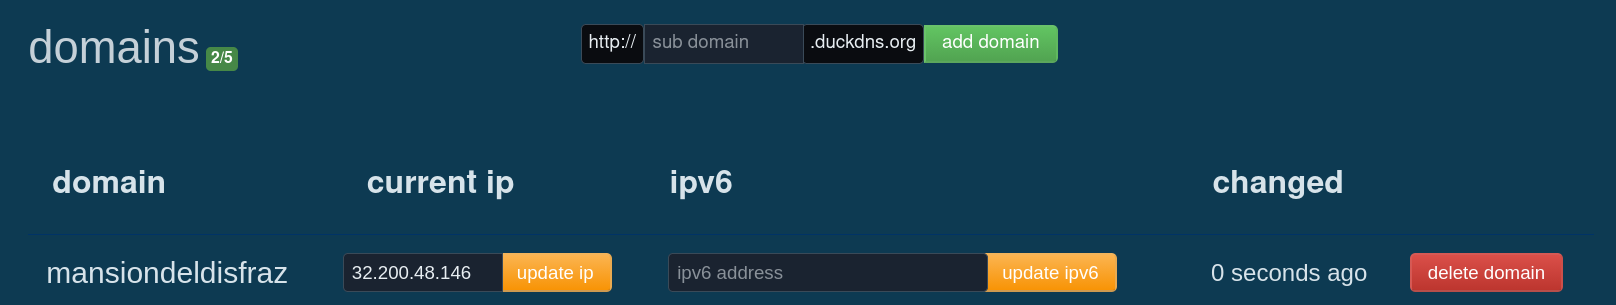 domains 2/5
http:// sub domain .duckdns.org add domain
domain current ip ipv6 changed
mansiondeldisfraz 32.200.48.146 update ip ipv6 address update ipv6 0 seconds ago delete domain